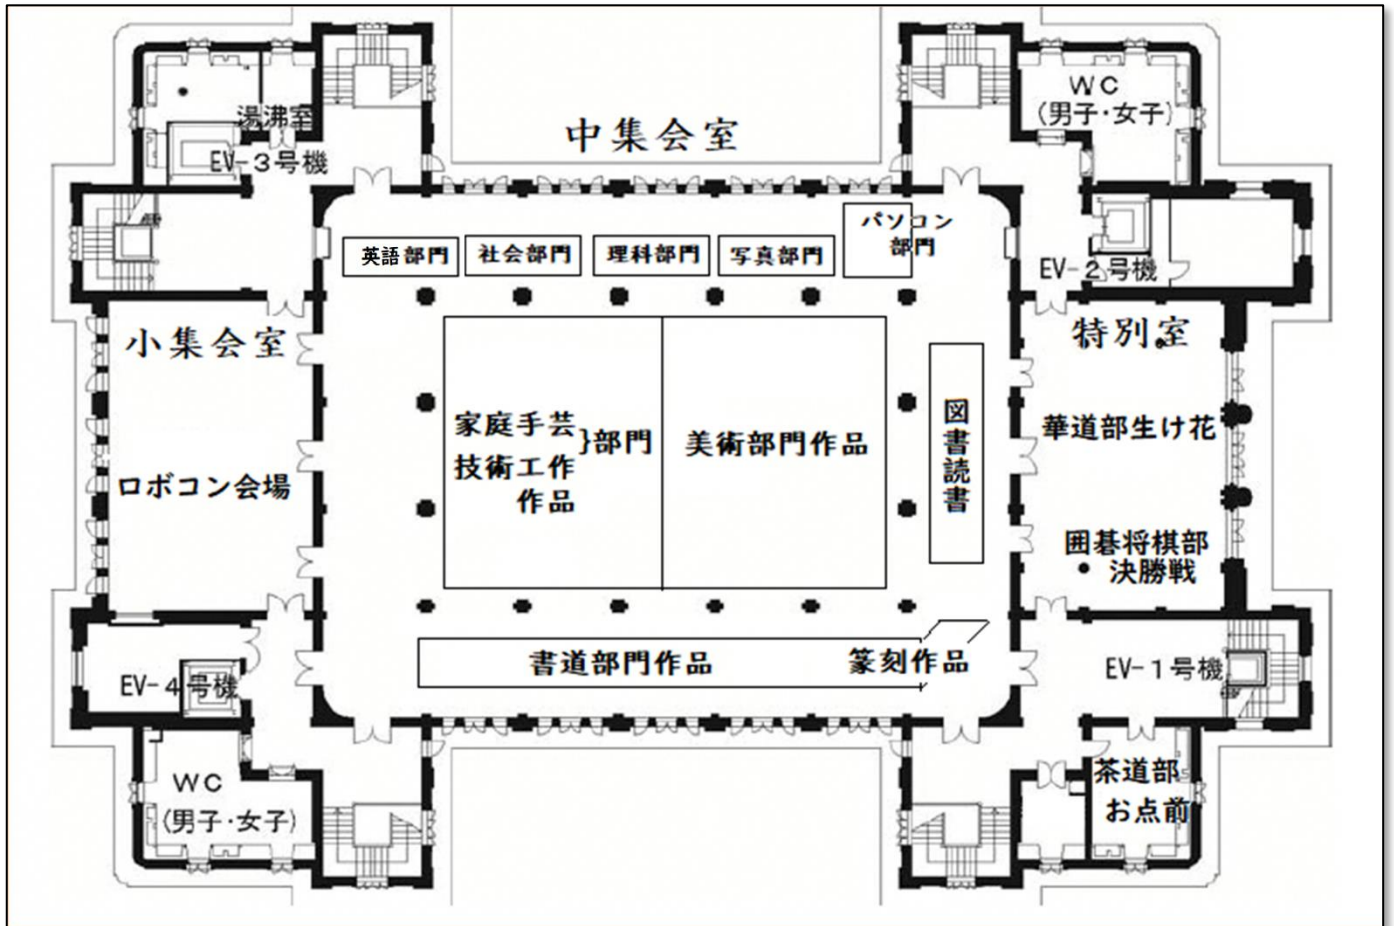 湯沸室
EV-3号機
中集会室
WC
(男子・女子)
EV-2号機
英語部門
社会部門
理科部門
写真部門
パソコン
部門
小集会室
ロボコン会場
家庭手芸
技術工作
}部門
作品
美術部門作品
図書読書
特別室
華道部生け花
囲碁将棋部
決勝戦
書道部門作品
篆刻作品
EV-4号機
EV-1号機
WC
(男子・女子)
茶道部
お点前